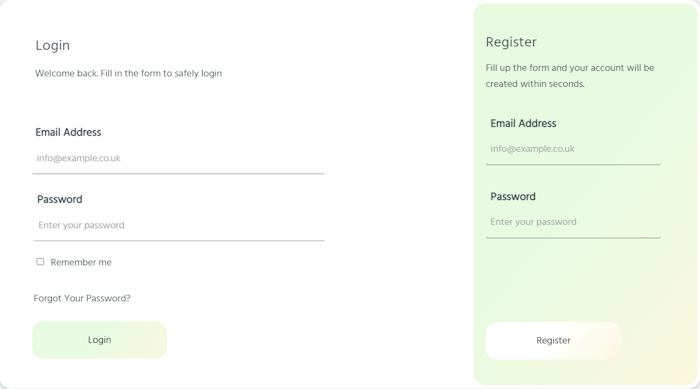 Login
Welcome back. Fill in the form to safely login
Email Address
info@example.co.uk
Password
Enter your password
Remember me
Forgot Your Password?
Login
Register
Fill up the form and your account will be
created within seconds.
Email Address
info@example.co.uk
Password
Enter your password
Register